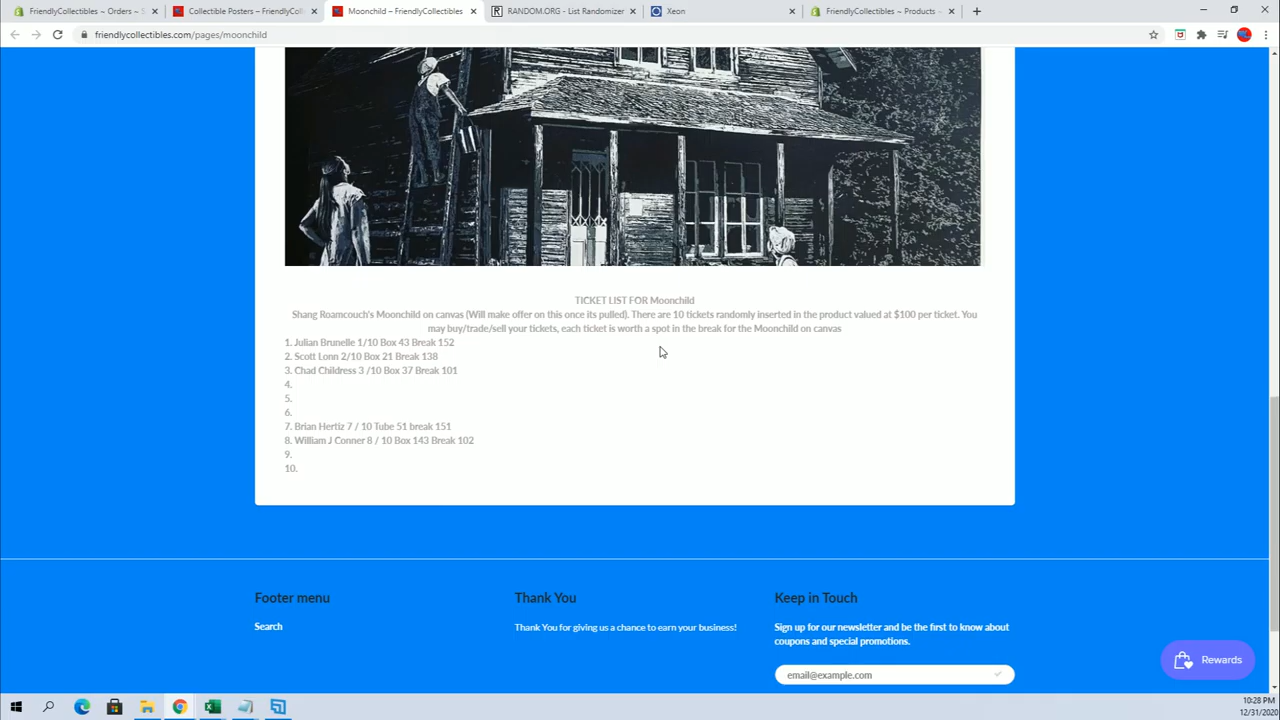 FriendlyCollectibles ~ Orders ~ S
Collectible Posters – FriendlyColl
Moonchild – FriendlyCollectibles
RANDOM.ORG - List Randomizer
Xeon
FriendlyCollectibles ~ Products ~
friendlycollectibles.com/pages/moonchild
TICKET LIST FOR Moonchild
Shang Roamcouch's Moonchild on canvas (Will make offer on this once its pulled). There are 10 tickets randomly inserted in the product valued at $100 per ticket. You
may buy/trade/sell your tickets, each ticket is worth a spot in the break for the Moonchild on canvas
1. Julian Brunelle 1/10 Box 43 Break 152
2. Scott Lonn 2/10 Box 21 Break 138
3. Chad Childress 3 /10 Box 37 Break 101
4.
5.
6.
7. Brian Hertiz 7 / 10 Tube 51 break 151
8. William J Conner 8 / 10 Box 143 Break 102
9.
10.
Footer menu
Thank You
Keep in Touch
Search
Thank You for giving us a chance to earn your business!
Sign up for our newsletter and be the first to know about
coupons and special promotions.
email@example.com
Rewards
10:28 PM
12/31/2020